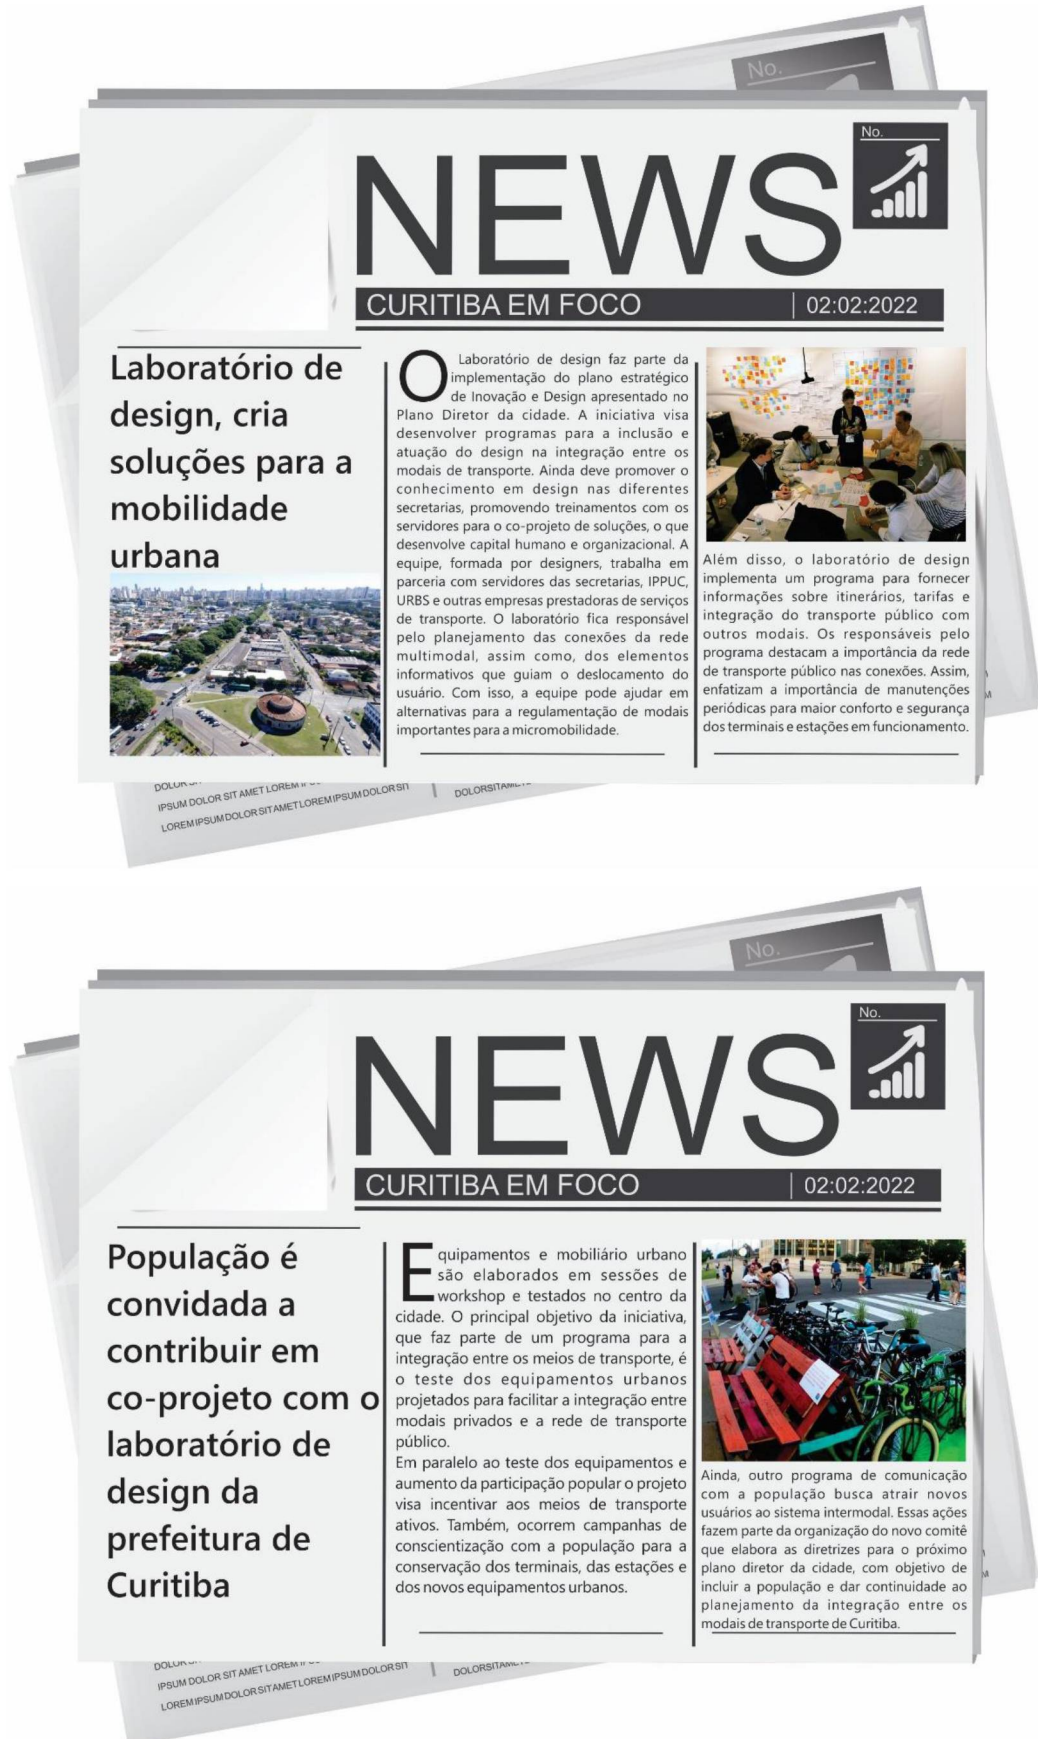 No.
No.
NEWS
CURITIBA EM FOCO | 02:02:2022
Laboratório de
design, cria
soluções para a
mobilidade
urbana
O Laboratório de design faz parte da
implementação do plano estratégico
de Inovação e Design apresentado no
Plano Diretor da cidade. A iniciativa visa
desenvolver programas para a inclusão e
atuação do design na integração entre os
modais de transporte. Ainda deve promover o
conhecimento em design nas diferentes
secretarias, promovendo treinamentos com os
servidores para o co-projeto de soluções, o que
desenvolve capital humano e organizacional. A
equipe, formada por designers, trabalha em
parceria com servidores das secretarias, IPPUC,
URBS e outras empresas prestadoras de serviços
de transporte. O laboratório fica responsável
pelo planejamento das conexões da rede
multimodal, assim como, dos elementos
informativos que guiam o deslocamento do
usuário. Com isso, a equipe pode ajudar em
alternativas para a regulamentação de modais
importantes para a micromobilidade.
Além disso, o laboratório de design
implementa um programa para fornecer
informações sobre itinerários, tarifas e
integração do transporte público com
outros modais. Os responsáveis pelo
programa destacam a importância da rede
de transporte público nas conexões. Assim,
enfatizam a importância de manutenções
periódicas para maior conforto e segurança
dos terminais e estações em funcionamento.
IPSUM DOLOR SIT AMET LOREM
LOREM IPSUM DOLOR SIT AMET LOREM IPSUM DOLOR SIT
No.
No.
NEWS
CURITIBA EM FOCO | 02:02:2022
População é
convidada a
contribuir em
co-projeto com o
laboratório de
design da
prefeitura de
Curitiba
Equipamentos e mobiliário urbano
são elaborados em sessões de
workshop e testados no centro da
cidade. O principal objetivo da iniciativa,
que faz parte de um programa para a
integração entre os meios de transporte, é
o teste dos equipamentos urbanos
projetados para facilitar a integração entre
modais privados e a rede de transporte
público.
Em paralelo ao teste dos equipamentos e
aumento da participação popular o projeto
visa incentivar aos meios de transporte
ativos. Também, ocorrem campanhas de
conscientização com a população para a
conservação dos terminais, das estações e
dos novos equipamentos urbanos.
Ainda, outro programa de comunicação
com a população busca atrair novos
usuários ao sistema intermodal. Essas ações
fazem parte da organização do novo comitê
que elabora as diretrizes para o próximo
plano diretor da cidade, com objetivo de
incluir a população e dar continuidade ao
planejamento da integração entre os
modais de transporte de Curitiba.
IPSUM DOLOR SIT AMET LOREM
LOREM IPSUM DOLOR SIT AMET LOREM IPSUM DOLOR SIT